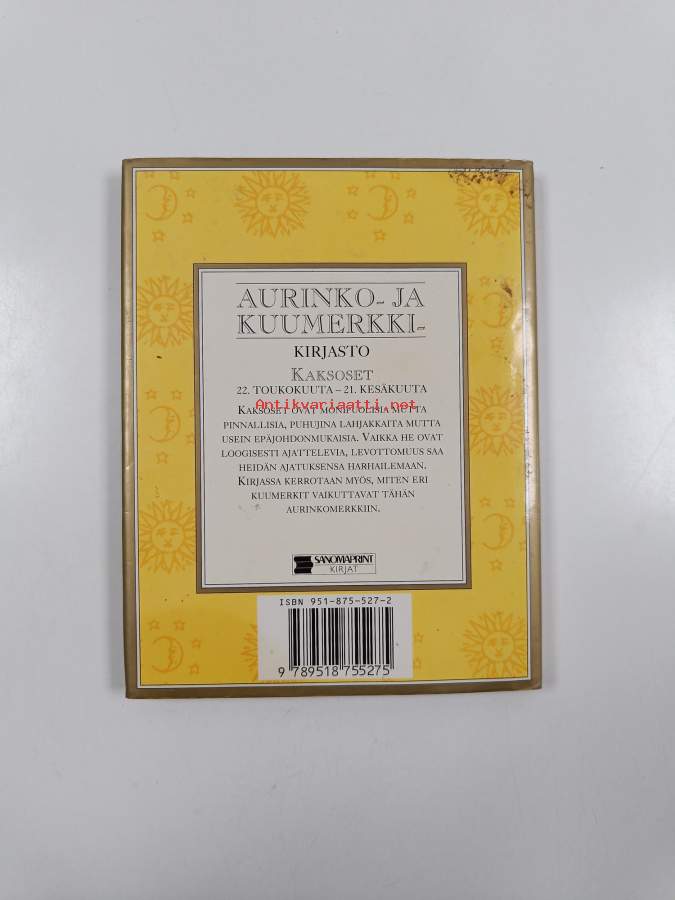 AURINKO- JA
KUUMERKKI-
KIRJASTO
KAKSOSET
22. TOUKOKUUTA – 21. KESÄKUUTA
Antikvariaatti.net
KAKSOSET OVAT MONIPUOLISIA MUTTA
PINNALLISIA, PUHUJINA LAHJAKKAITA MUTTA
USEIN EPÄJOHDONMUKAISIA. VAIKKA HE OVAT
LOOGISESTI AJATTELEVIA, LEVOTTOMUUS SAA
HEIDÄN AJATUKSENSA HARHAILEMAAN.
KIRJASSA KERROTAAN MYÖS, MITEN ERI
KUUMERKIT VAIKUTTAVAT TÄHÄN
AURINKOMERKKIIN.
SANOMAPRINT
KIRJAT
ISBN 951-875-527-2
9 789518 755275